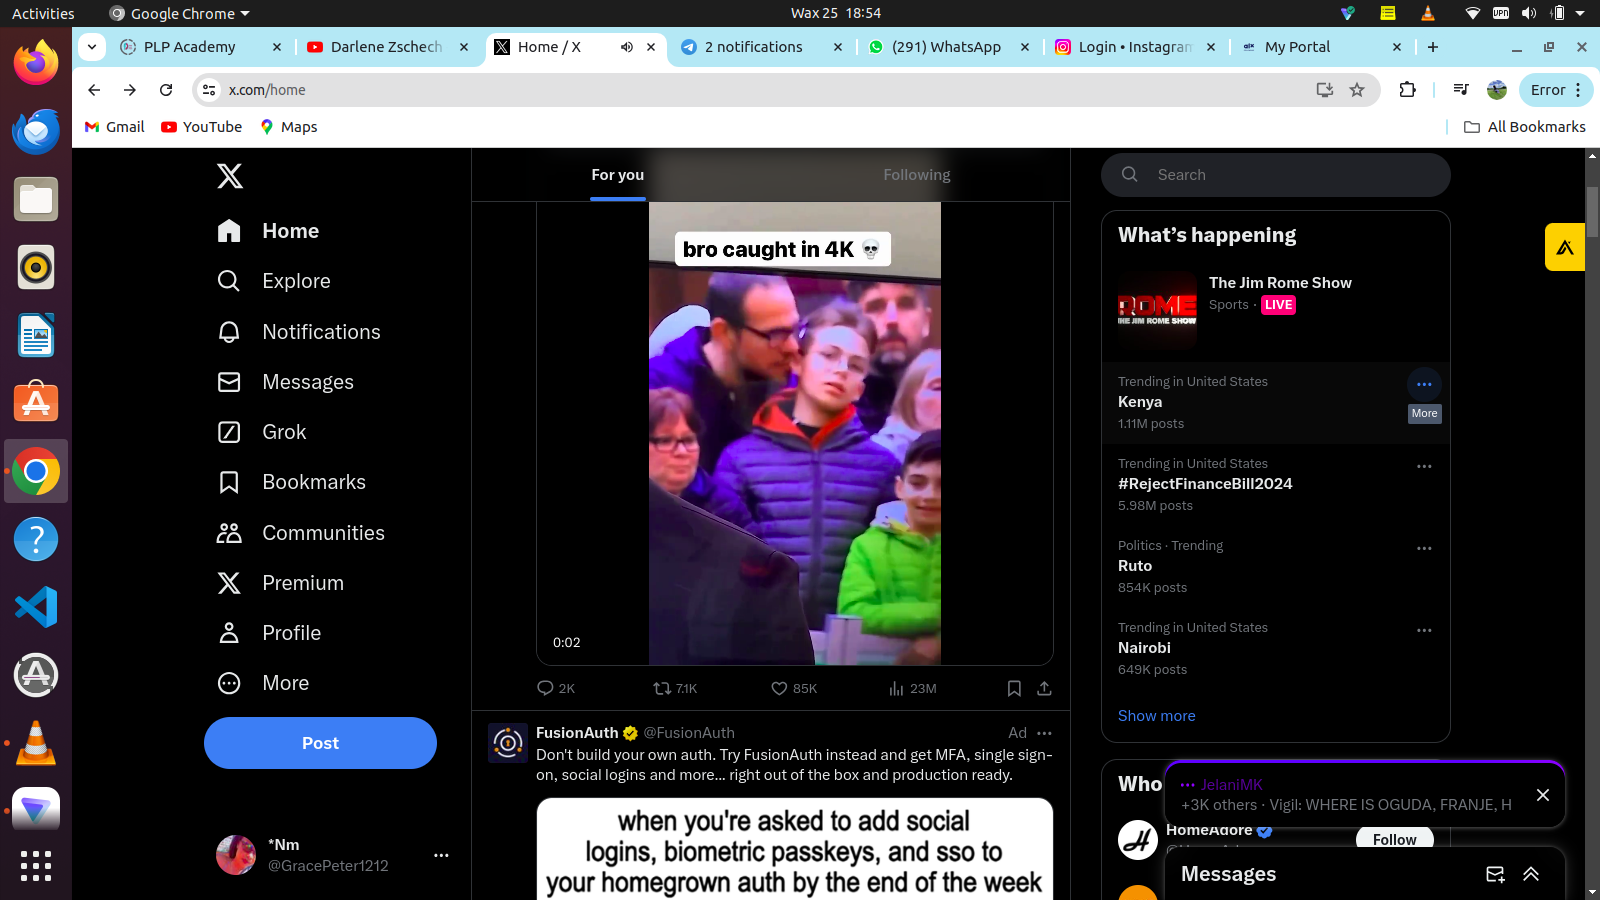 Activities
Google Chrome
Wax 25 18:54
VPN
PLP Academy
Darlene Zschech
Home / X
2 notifications
(291) WhatsApp
Login • Instagram
alx
My Portal
x.com/home
Error
Gmail
YouTube
Maps
All Bookmarks
Home
Explore
Notifications
Messages
Grok
Bookmarks
Communities
Premium
Profile
More
Post
*Nm
@GracePeter1212
For you
Following
bro caught in 4K 💀
0:02
2K
7.1K
85K
23M
FusionAuth @FusionAuth
Ad
Don't build your own auth. Try FusionAuth instead and get MFA, single sign-
on, social logins and more... right out of the box and production ready.
when you're asked to add social
logins, biometric passkeys, and sso to
your homegrown auth by the end of the week
Search
What's happening
ROME
THE JIM ROME SHOW
The Jim Rome Show
Sports · LIVE
Trending in United States
Kenya
1.11M posts
More
Trending in United States
#RejectFinanceBill2024
5.98M posts
Politics · Trending
Ruto
854K posts
Trending in United States
Nairobi
649K posts
Show more
Who
JelaniMK
+3K others · Vigil: WHERE IS OGUDA, FRANJE, H
HomeAdore
Follow
Messages